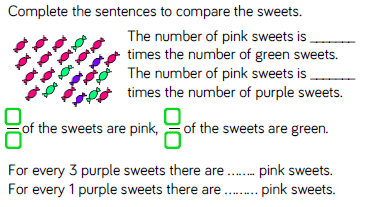 Complete the sentences to compare the sweets.
The number of pink sweets is _______
times the number of green sweets.
The number of pink sweets is _______
times the number of purple sweets.
of the sweets are pink, of the sweets are green.
For every 3 purple sweets there are ........ pink sweets.
For every 1 purple sweets there are ......... pink sweets.